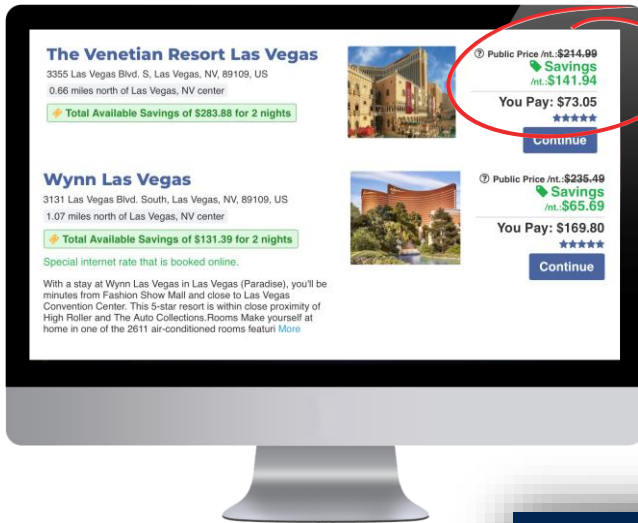 The Venetian Resort Las Vegas
3355 Las Vegas Blvd. S, Las Vegas, NV, 89109, US
0.66 miles north of Las Vegas, NV center
Total Available Savings of $283.88 for 2 nights
? Public Price /nt.:$214.99
Savings
/nt.:$141.94
You Pay: $73.05
Continue
Wynn Las Vegas
3131 Las Vegas Blvd. South, Las Vegas, NV, 89109, US
1.07 miles north of Las Vegas, NV center
Total Available Savings of $131.39 for 2 nights
Special internet rate that is booked online.
With a stay at Wynn Las Vegas in Las Vegas (Paradise), you'll be
minutes from Fashion Show Mall and close to Las Vegas
Convention Center. This 5-star resort is within close proximity of
High Roller and The Auto Collections.Rooms Make yourself at
home in one of the 2611 air-conditioned rooms featuri More
? Public Price /nt.:$235.49
Savings
/nt.:$65.69
You Pay: $169.80
Continue